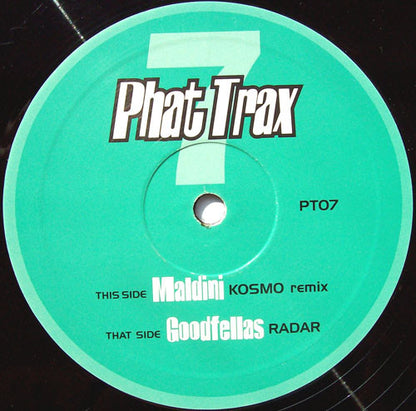 7
Phat Trax
PT07
THIS SIDE Maldini KOSMO remix
THAT SIDE Goodfellas RADAR